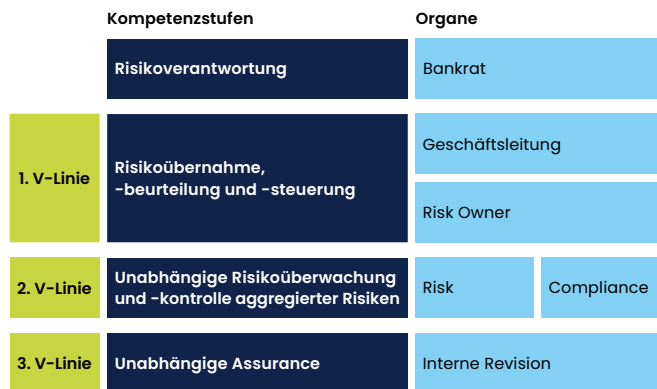 Kompetenzstufen Organe
Risikoverantwortung Bankrat
1. V-Linie
Risikoübernahme,
-beurteilung und -steuerung
Geschäftsleitung
Risk Owner
2. V-Linie
Unabhängige Risikoüberwachung
und -kontrolle aggregierter Risiken
Risk Compliance
3. V-Linie Unabhängige Assurance Interne Revision